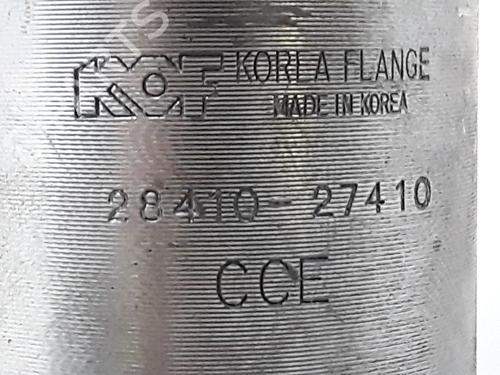 KOREA FLANGE
MADE IN KOREA
28410-27410
CCE